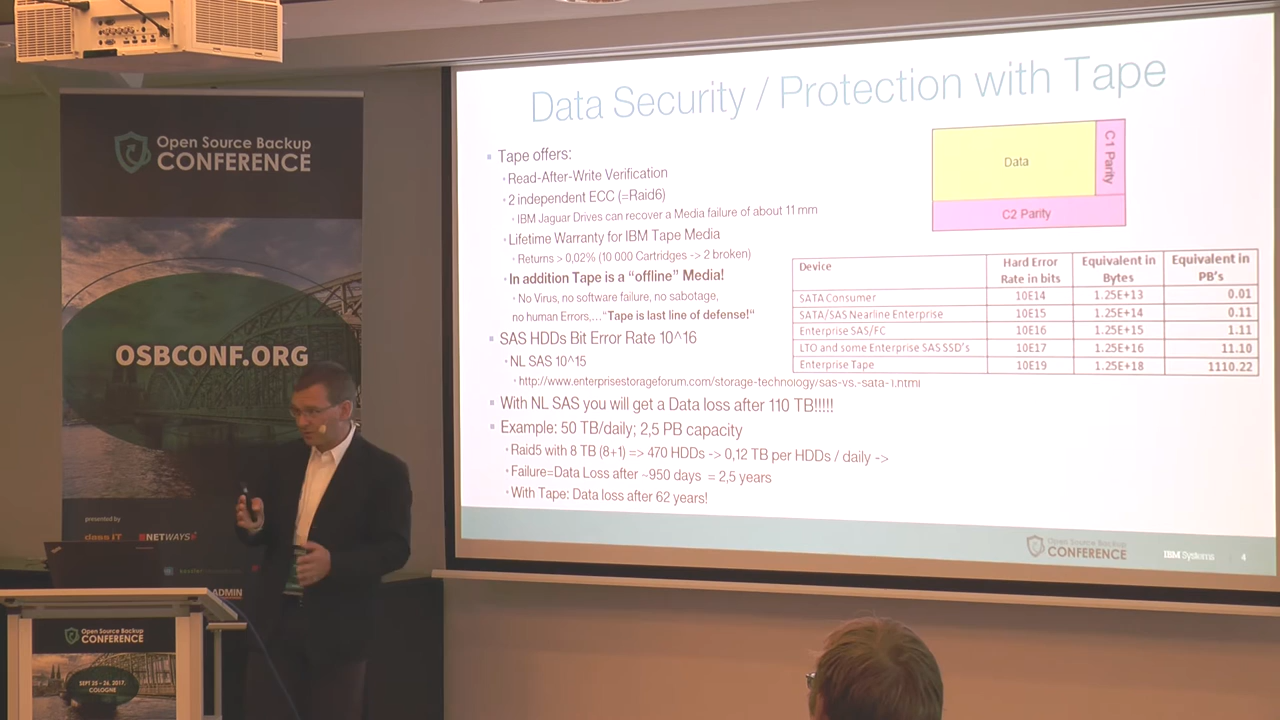 Open Source Backup
CONFERENCE
OSBCONF.ORG
presented by
NETWAYS
ADMIN
Open Source Backup
CONFERENCE
SEPT 25 – 26, 2017,
COLOGNE
Data Security / Protection with Tape
Tape offers:
Read-After-Write Verification
2 independent ECC (=Raid6)
IBM Jaguar Drives can recover a Media failure of about 11 mm
Lifetime Warranty for IBM Tape Media
Returns > 0,02% (10 000 Cartridges -> 2 broken)
In addition Tape is a “offline” Media!
No Virus, no software failure, no sabotage,
no human Errors,…“Tape is last line of defense!“
SAS HDDs Bit Error Rate 10^16
NL SAS 10^15
http://www.enterprisestorageforum.com/storage-technology/sas-vs.-sata-1.html
With NL SAS you will get a Data loss after 110 TB!!!!!
Example: 50 TB/daily; 2,5 PB capacity
Raid5 with 8 TB (8+1) => 470 HDDs -> 0,12 TB per HDDs / daily ->
Failure=Data Loss after ~950 days = 2,5 years
With Tape: Data loss after 62 years!
Data
C1 Parity
C2 Parity
Device Hard Error Rate in bits Equivalent in Bytes Equivalent in PB's
SATA Consumer 10E14 1.25E+13 0.01
SATA/SAS Nearline Enterprise 10E15 1.25E+14 0.11
Enterprise SAS/FC 10E16 1.25E+15 1.11
LTO and some Enterprise SAS SSD's 10E17 1.25E+16 11.10
Enterprise Tape 10E19 1.25E+18 1110.22
Open Source Backup
CONFERENCE
IBM Systems
4